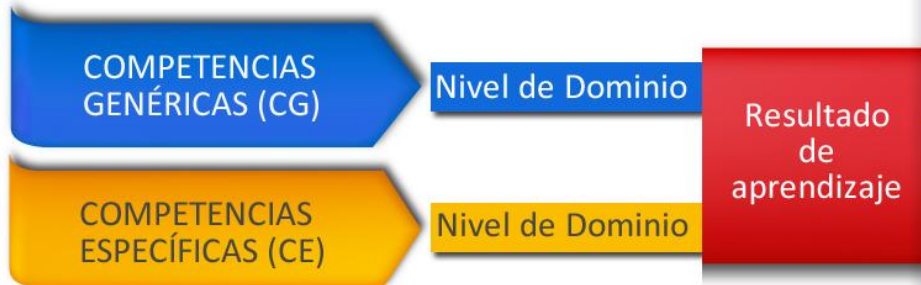 COMPETENCIAS
GENÉRICAS (CG)
Nivel de Dominio
COMPETENCIAS
ESPECÍFICAS (CE)
Nivel de Dominio
Resultado
de
aprendizaje